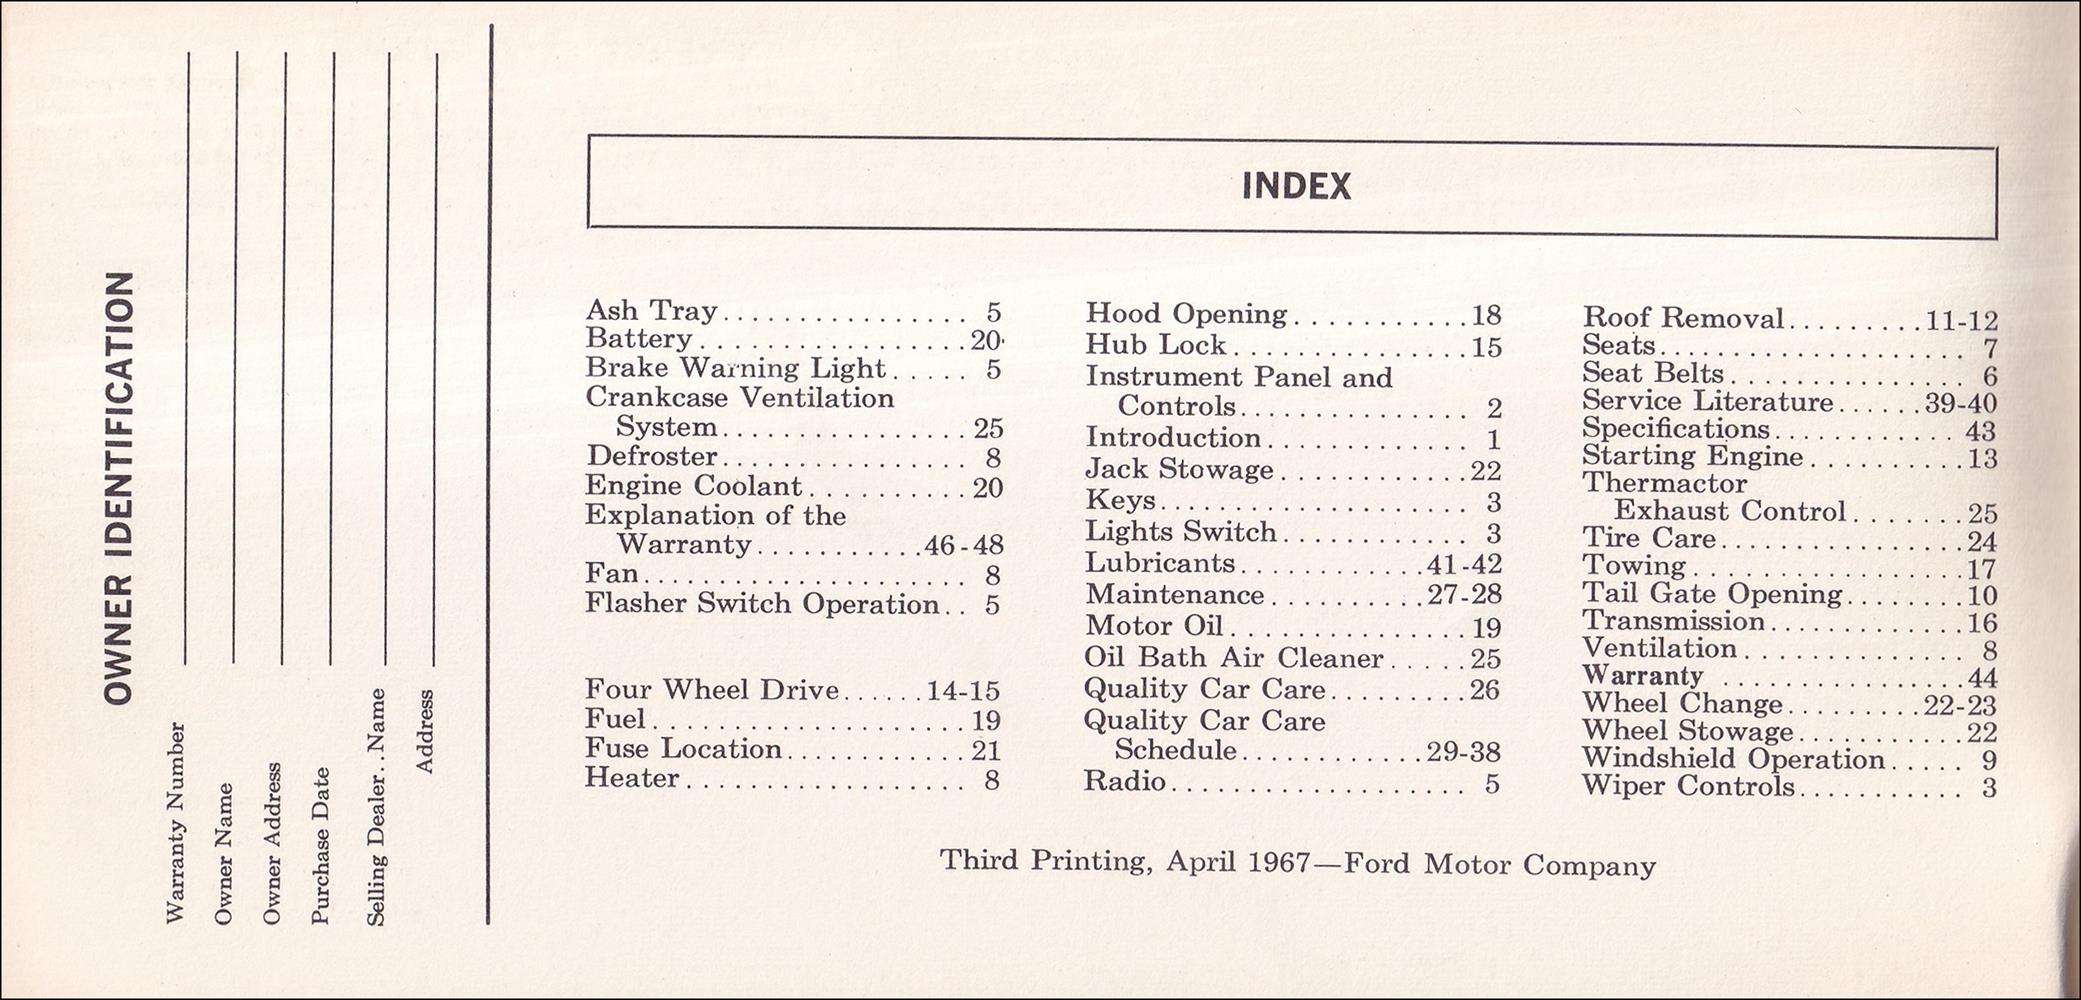 OWNER IDENTIFICATION
Warranty Number
Owner Name
Owner Address
Purchase Date
Selling Dealer..Name
Address
INDEX
Ash Tray................ 5
Battery..................20
Brake Warning Light..... 5
Crankcase Ventilation
System.................25
Defroster................. 8
Engine Coolant...........20
Explanation of the
Warranty...........46-48
Fan...................... 8
Flasher Switch Operation.. 5
Four Wheel Drive......14-15
Fuel......................19
Fuse Location.............21
Heater................... 8
Hood Opening............18
Hub Lock................15
Instrument Panel and
Controls................ 2
Introduction.............. 1
Jack Stowage.............22
Keys..................... 3
Lights Switch............. 3
Lubricants.............41-42
Maintenance...........27-28
Motor Oil................19
Oil Bath Air Cleaner.....25
Quality Car Care..........26
Quality Car Care
Schedule.............29-38
Radio.................... 5
Roof Removal.........11-12
Seats..................... 7
Seat Belts................ 6
Service Literature......39-40
Specifications............. 43
Starting Engine...........13
Thermactor
Exhaust Control........25
Tire Care.................24
Towing...................17
Tail Gate Opening........10
Transmission..............16
Ventilation............... 8
Warranty .................44
Wheel Change.........22-23
Wheel Stowage...........22
Windshield Operation..... 9
Wiper Controls........... 3
Third Printing, April 1967—Ford Motor Company